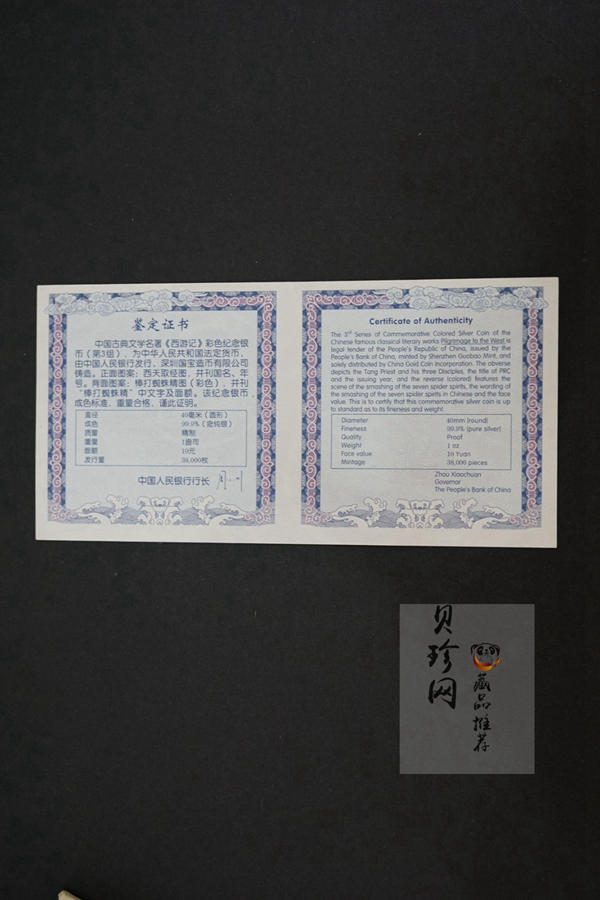 鉴定证书
中国古典文学名著《西游记》彩色纪念银
币（第3组），为中华人民共和国法定货币，
由中国人民银行发行，深圳国宝造币有限公司
铸造。正面图案：西天取经图，并刊国名、年
号。背面图案：棒打蜘蛛精图（彩色），并刊
“棒打蜘蛛精”中文字及面额。该纪念银币
成色标准，重量合格，谨此证明。
直径 40毫米（圆形）
成色 99.9%（纯银）
质量 精制
重量 1盎司
面额 10元
发行量 38,000枚
中国人民银行行长
Certificate of Authenticity
The 3rd Series of Commemorative Colored Silver Coin of the
Chinese famous classical literary works Pilgrimage to the West is
legal tender of the People's Republic of China, issued by the
People's Bank of China, minted by Shenzhen Guobao Mint, and
solely distributed by China Gold Coin Incorporation. The obverse
depicts the Tang Priest and his three Disciples, the title of PRC
and the issuing year, and the reverse (colored) features the
scene of the smashing of the seven spider spirits, the wording of
the smashing of the seven spider spirits in Chinese and the face
value. This is to certify that this commemorative silver coin is up
to standard as to its fineness and weight.
Diameter 40mm (round)
Fineness 99.9% (pure silver)
Quality Proof
Weight 1 oz
Face value 10 Yuan
Mintage 38,000 pieces
Zhou Xiaochuan
Governor
The People's Bank of China
贝珍网
藏品推荐